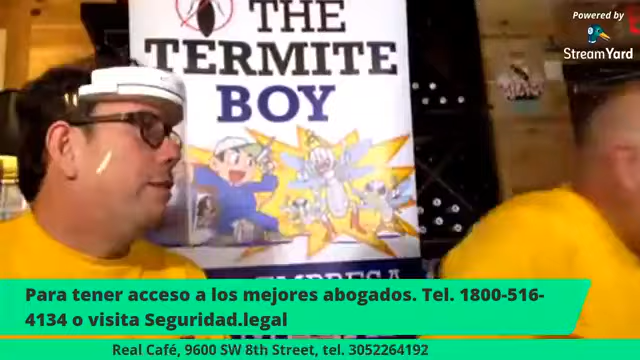 Powered by
StreamYard
THE
TERMITE
BOY
EMPRESA
Para tener acceso a los mejores abogados. Tel. 1800-516-
4134 o visita Seguridad.legal
Real Café, 9600 SW 8th Street, tel. 3052264192